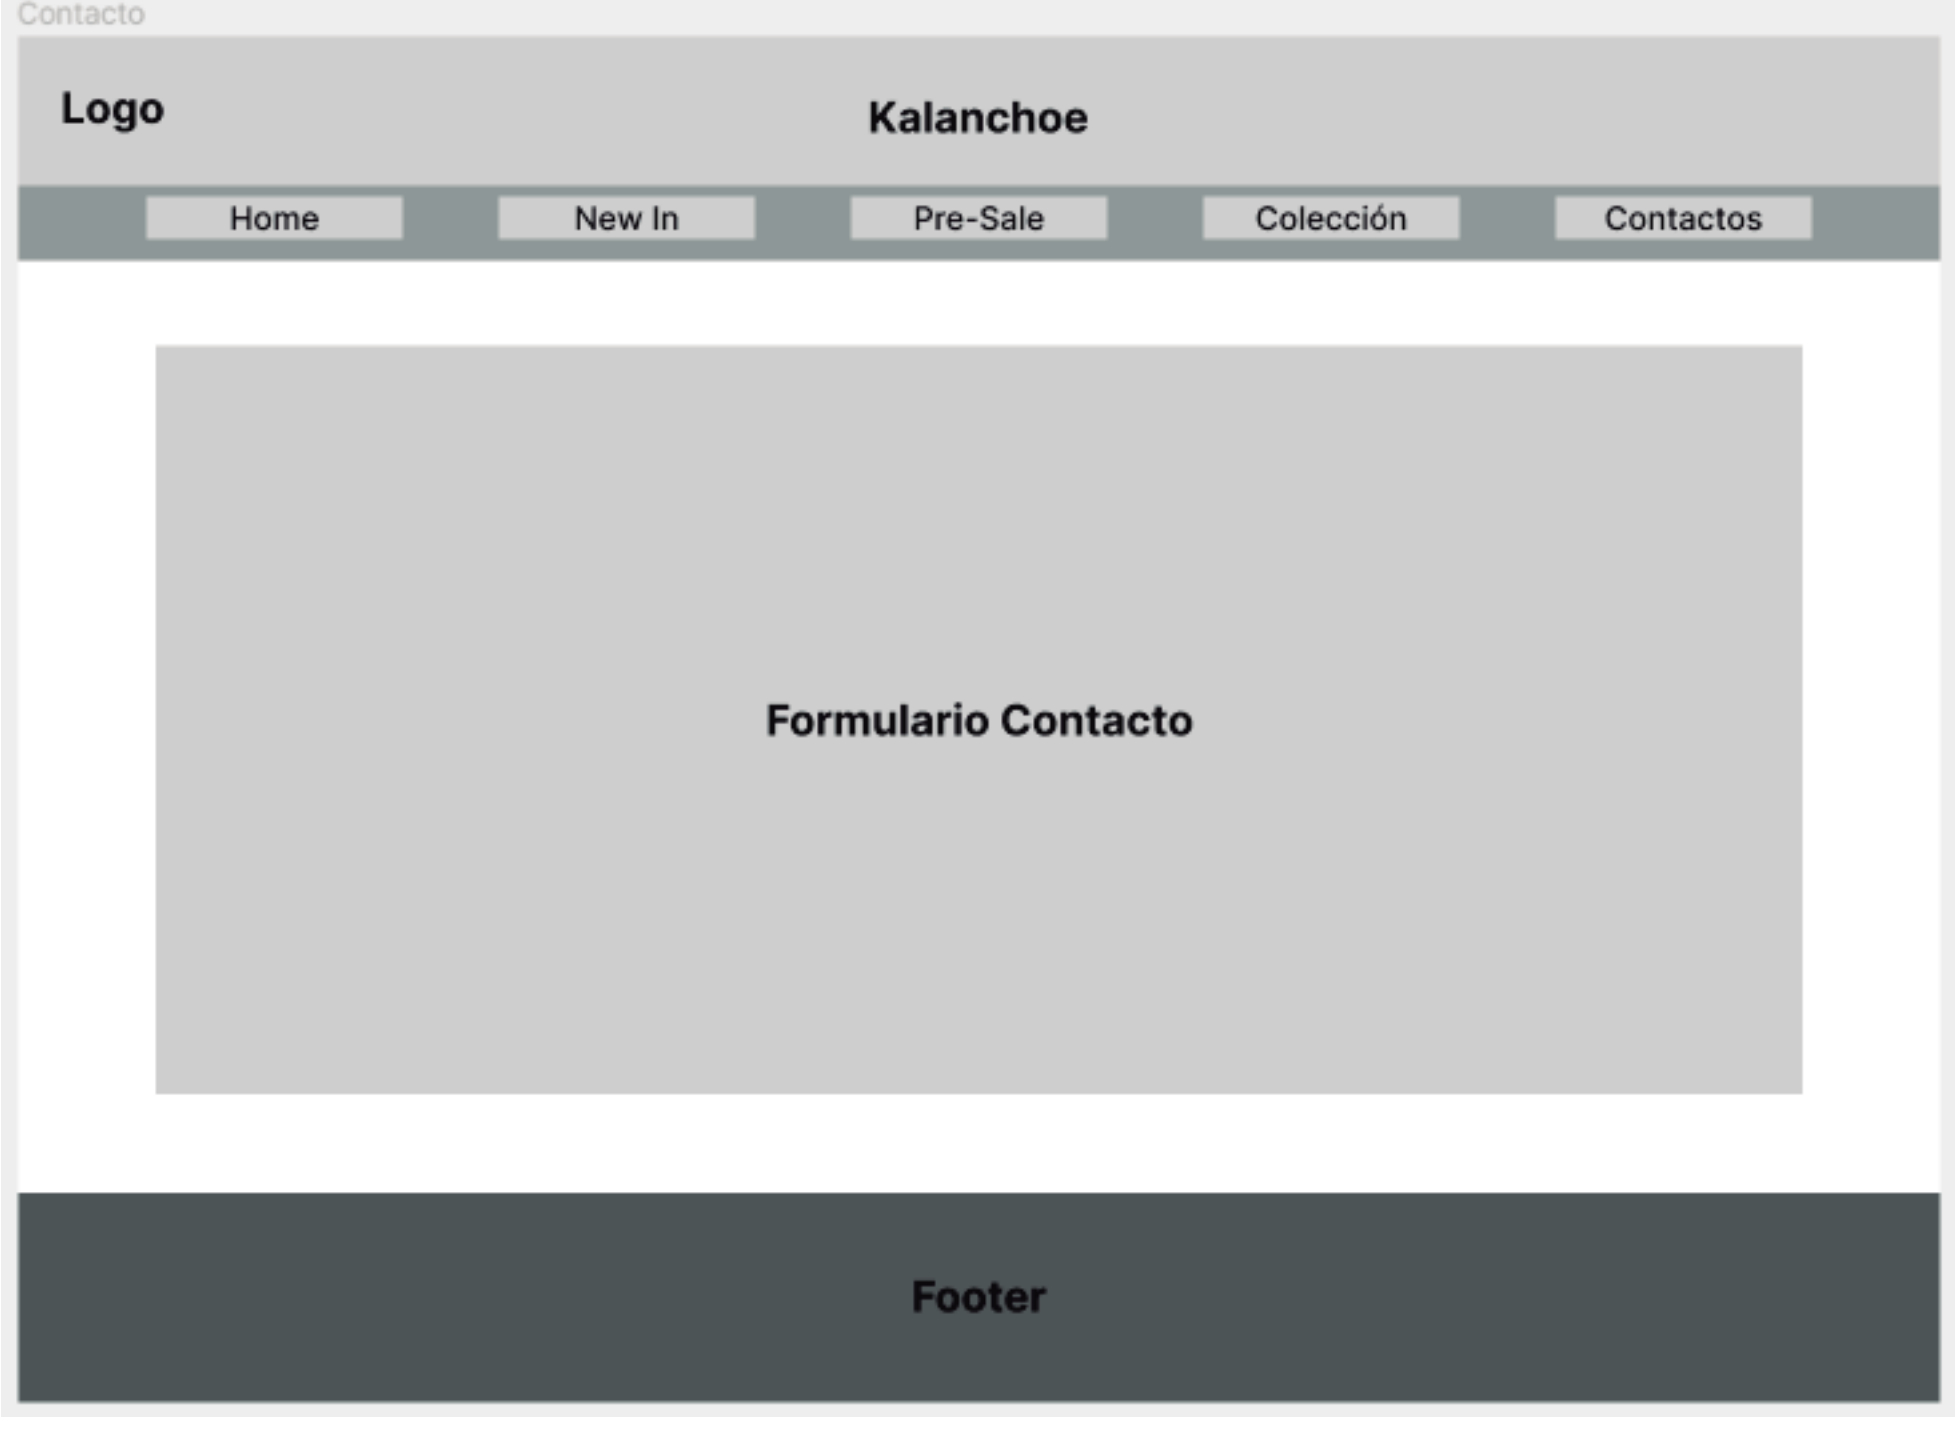 Contacto
Logo
Kalanchoe
Home
New In
Pre-Sale
Colección
Contactos
Formulario Contacto
Footer